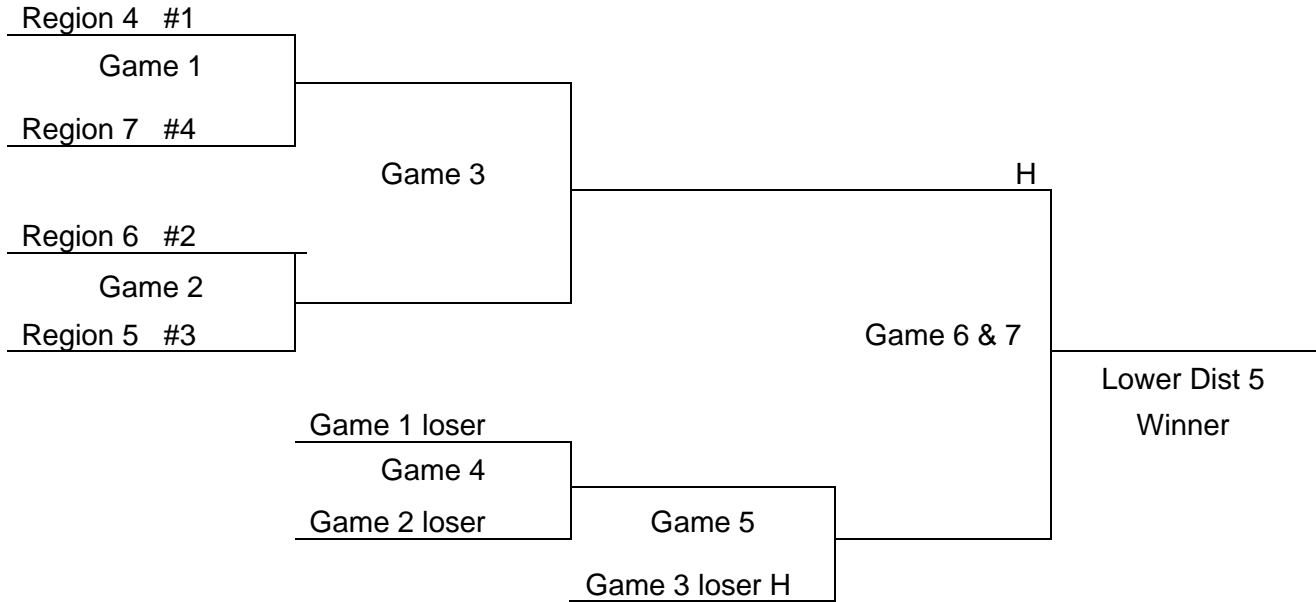 Region 4 #1
Game 1
Region 7 #4
Game 3
H
Region 6 #2
Game 2
Region 5 #3
Game 6 & 7
Lower Dist 5
Winner
Game 1 loser
Game 4
Game 2 loser
Game 5
Game 3 loser H